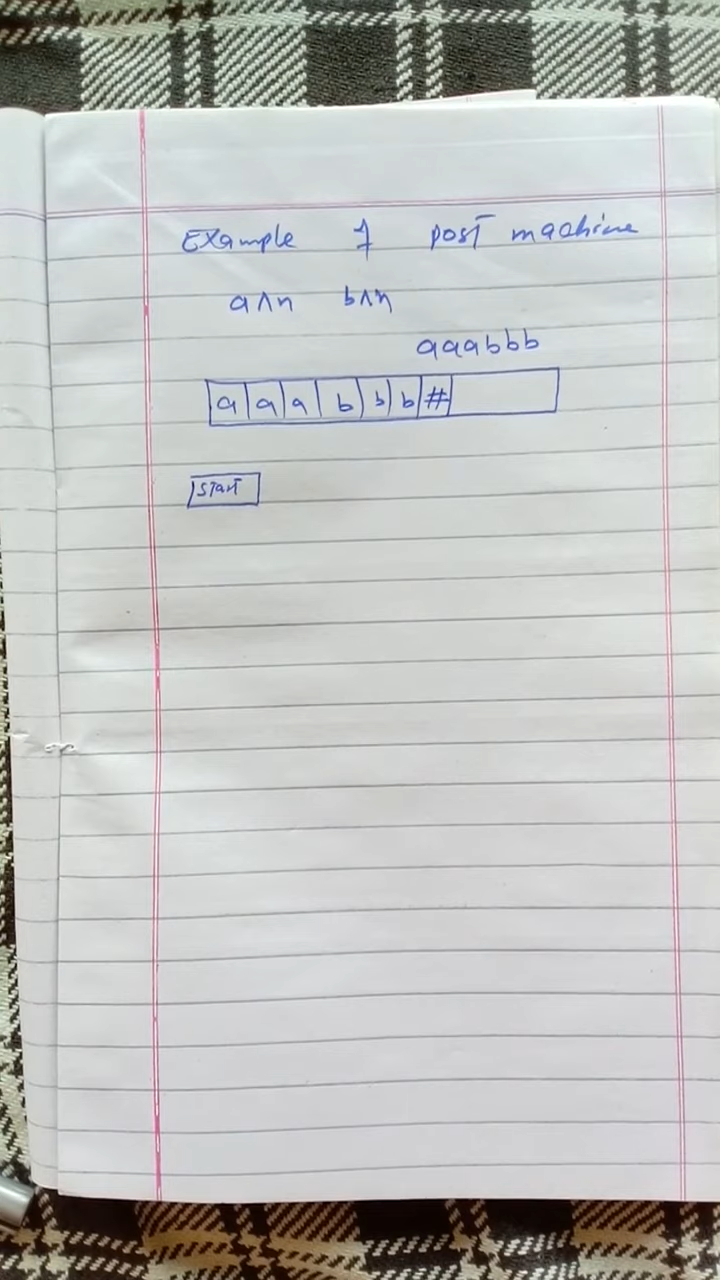 Example of post machine
a^n b^n
aaabbb
a a a b b b #
start